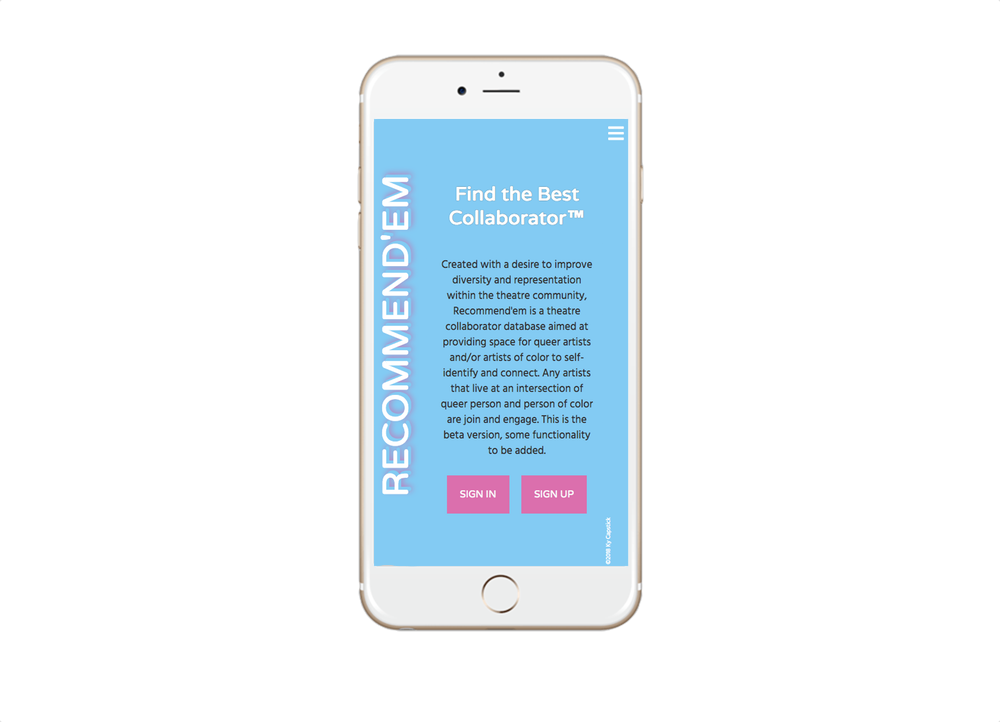 RECOMMEND'EM
Find the Best
Collaborator™
Created with a desire to improve
diversity and representation
within the theatre community,
Recommend'em is a theatre
collaborator database aimed at
providing space for queer artists
and/or artists of color to self-
identify and connect. Any artists
that live at an intersection of
queer person and person of color
are join and engage. This is the
beta version, some functionality
to be added.
SIGN IN
SIGN UP
©2018 Ry Capstick